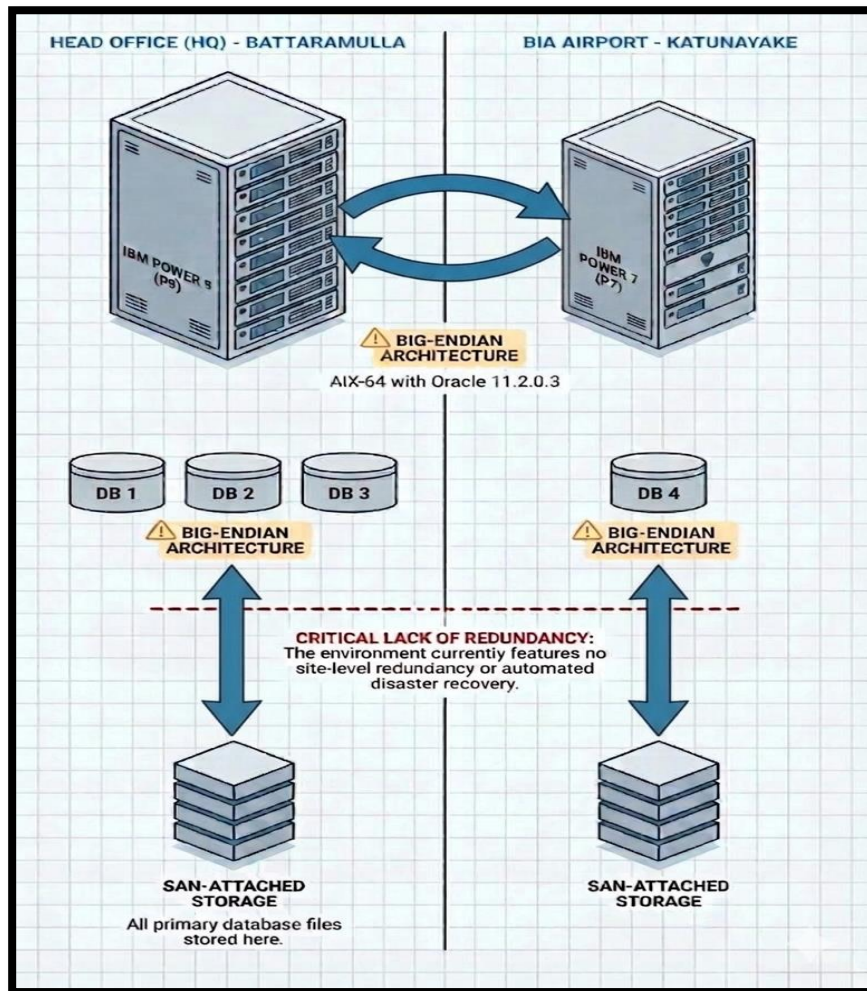 HEAD OFFICE (HQ) - BATTARAMULLA
BIA AIRPORT - KATUNAYAKE
IBM POWER
IBM
POWER 7
(P7)
BIG-ENDIAN
ARCHITECTURE
AIX-64 with Oracle 11.2.0.3
DB 1
DB 2
DB 3
DB 4
BIG-ENDIAN
ARCHITECTURE
BIG-ENDIAN
ARCHITECTURE
CRITICAL LACK OF REDUNDANCY:
The environment currently features no
site-level redundancy or automated
disaster recovery.
SAN-ATTACHED
STORAGE
All primary database files
stored here.
SAN-ATTACHED
STORAGE